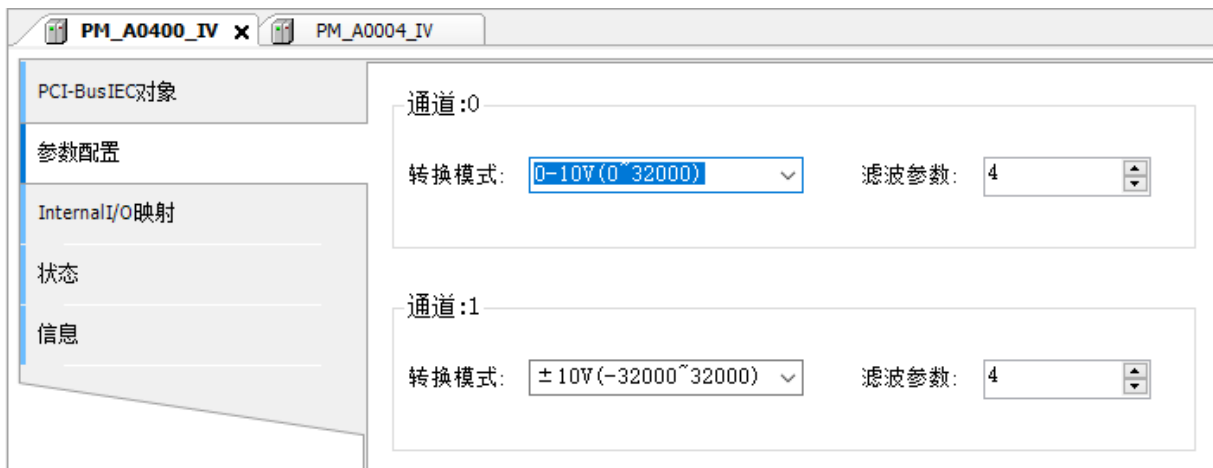 PM_A0400_IV x PM_A0004_IV
PCI-BusIEC对象
参数配置
InternalI/O映射
状态
信息
通道:0
转换模式: 0-10V(0~32000) 滤波参数: 4
通道:1
转换模式: ±10V(-32000~32000) 滤波参数: 4